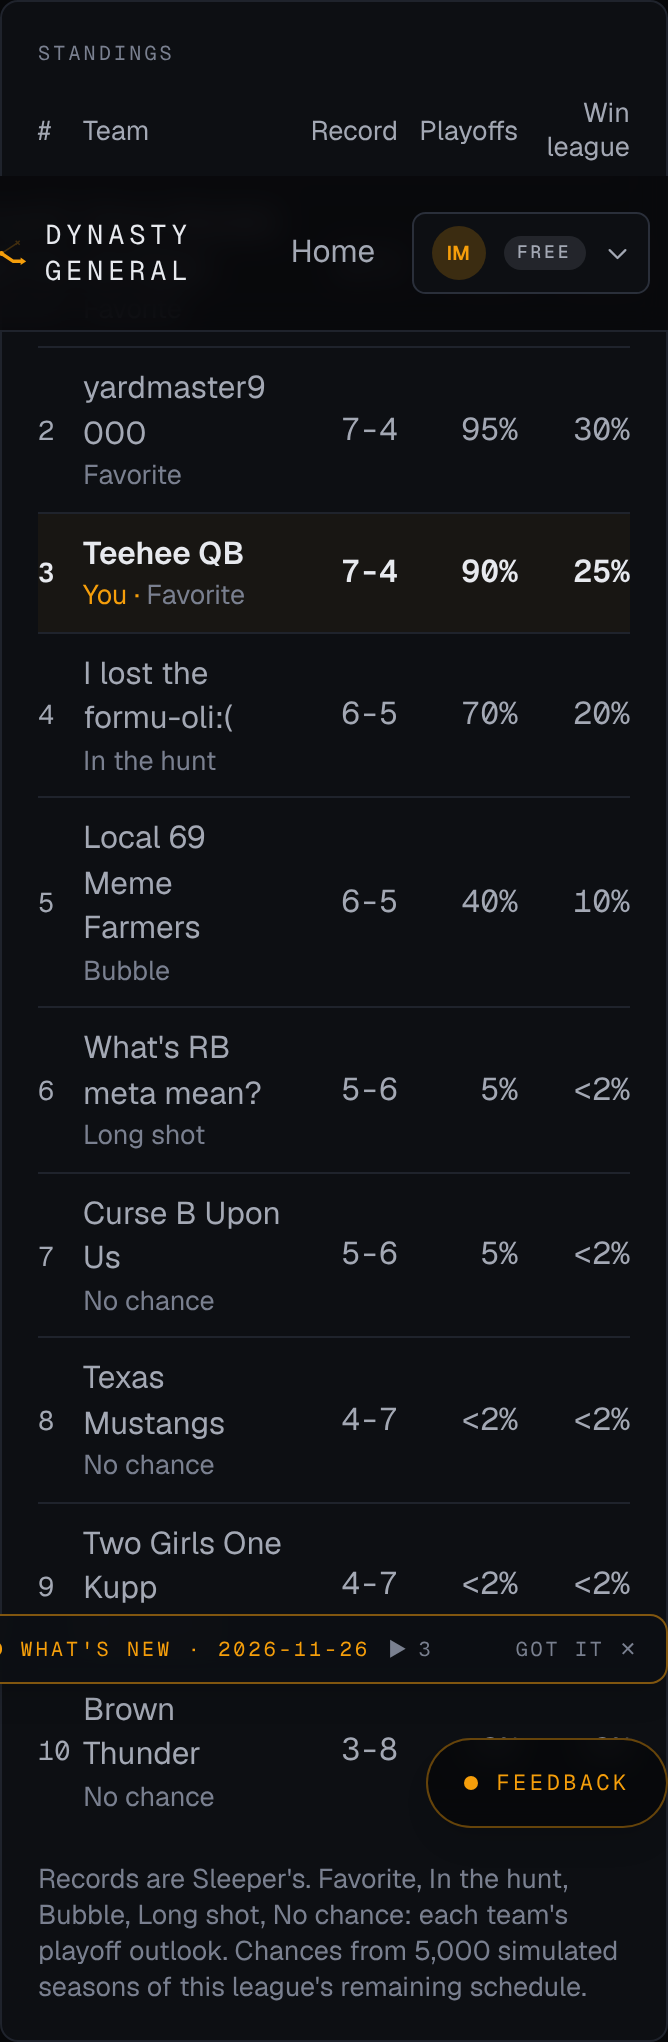 STANDINGS
# Team Record Playoffs Win league
DYNASTY GENERAL Home IM FREE
2 yardmaster9000 7-4 95% 30%
Favorite
3 Teehee QB 7-4 90% 25%
You · Favorite
4 I lost the formu-oli:( 6-5 70% 20%
In the hunt
5 Local 69 Meme Farmers 6-5 40% 10%
Bubble
6 What's RB meta mean? 5-6 5% <2%
Long shot
7 Curse B Upon Us 5-6 5% <2%
No chance
8 Texas Mustangs 4-7 <2% <2%
No chance
9 Two Girls One Kupp 4-7 <2% <2%
WHAT'S NEW · 2026-11-26 ▶ 3 GOT IT ×
10 Brown Thunder 3-8
No chance
FEEDBACK
Records are Sleeper's. Favorite, In the hunt,
Bubble, Long shot, No chance: each team's
playoff outlook. Chances from 5,000 simulated
seasons of this league's remaining schedule.